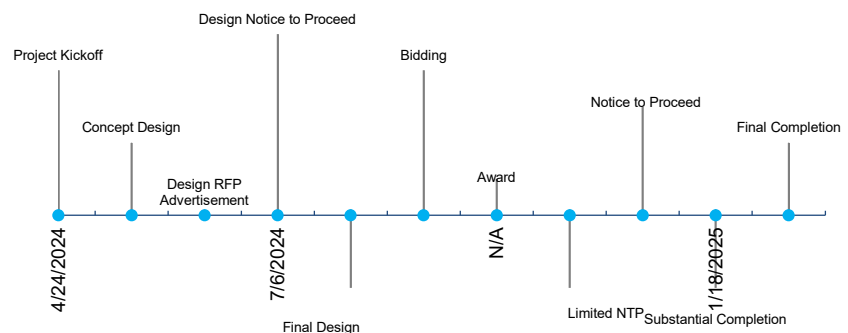 Design Notice to Proceed
Project Kickoff
Bidding
Notice to Proceed
Concept Design
Final Completion
Design RFP
Advertisement
Award
4/24/2024
7/6/2024
N/A
1/18/2025
Limited NTP
Substantial Completion
Final Design